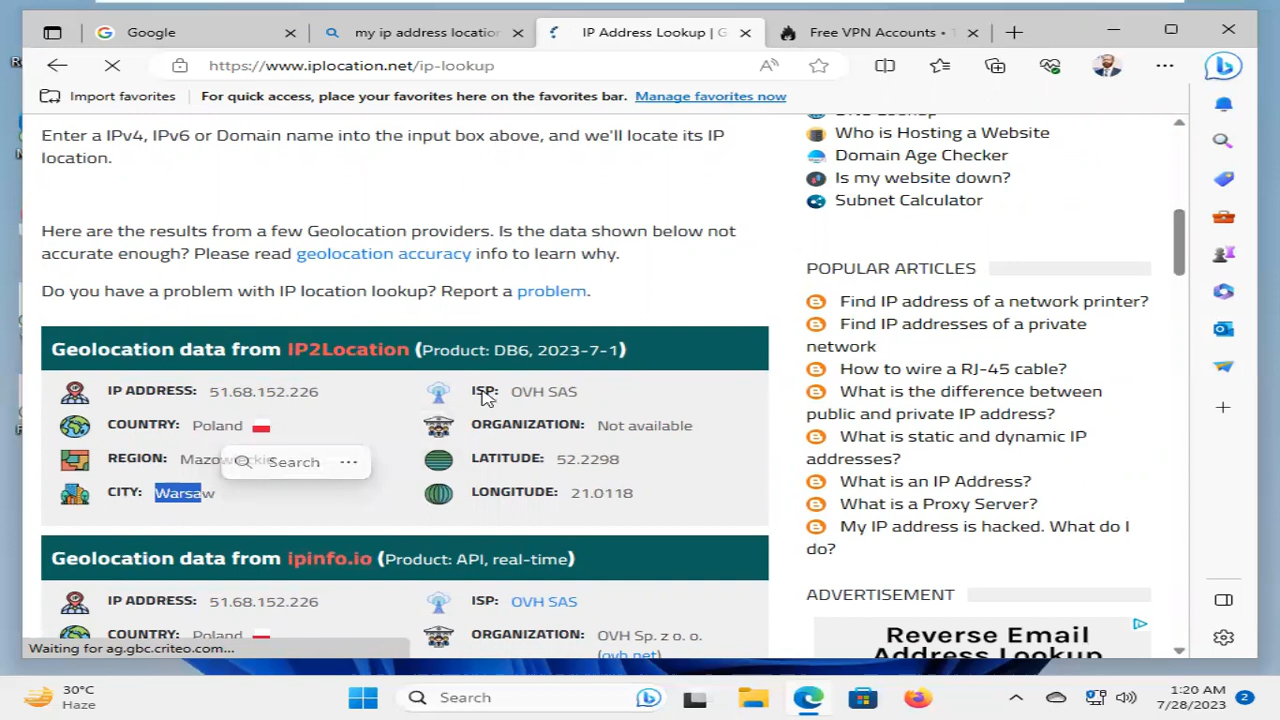 Google
my ip address location
IP Address Lookup | G
Free VPN Accounts •
https://www.iplocation.net/ip-lookup
Import favorites
For quick access, place your favorites here on the favorites bar. Manage favorites now
Enter a IPv4, IPv6 or Domain name into the input box above, and we'll locate its IP
location.
Here are the results from a few Geolocation providers. Is the data shown below not
accurate enough? Please read geolocation accuracy info to learn why.
Do you have a problem with IP location lookup? Report a problem.
Geolocation data from IP2Location (Product: DB6, 2023-7-1)
IP ADDRESS: 51.68.152.226
ISP: OVH SAS
COUNTRY: Poland
ORGANIZATION: Not available
REGION:
Search
LATITUDE: 52.2298
CITY: Warsaw
LONGITUDE: 21.0118
Geolocation data from ipinfo.io (Product: API, real-time)
IP ADDRESS: 51.68.152.226
ISP: OVH SAS
COUNTRY: Poland
ORGANIZATION: OVH Sp. z o. o.
(ovh.net)
Who is Hosting a Website
Domain Age Checker
Is my website down?
Subnet Calculator
POPULAR ARTICLES
Find IP address of a network printer?
Find IP addresses of a private
network
How to wire a RJ-45 cable?
What is the difference between
public and private IP address?
What is static and dynamic IP
addresses?
What is an IP Address?
What is a Proxy Server?
My IP address is hacked. What do I
do?
ADVERTISEMENT
Reverse Email
Address Lookup
Waiting for ag.gbc.criteo.com...
30°C
Haze
Search
1:20 AM
7/28/2023
2